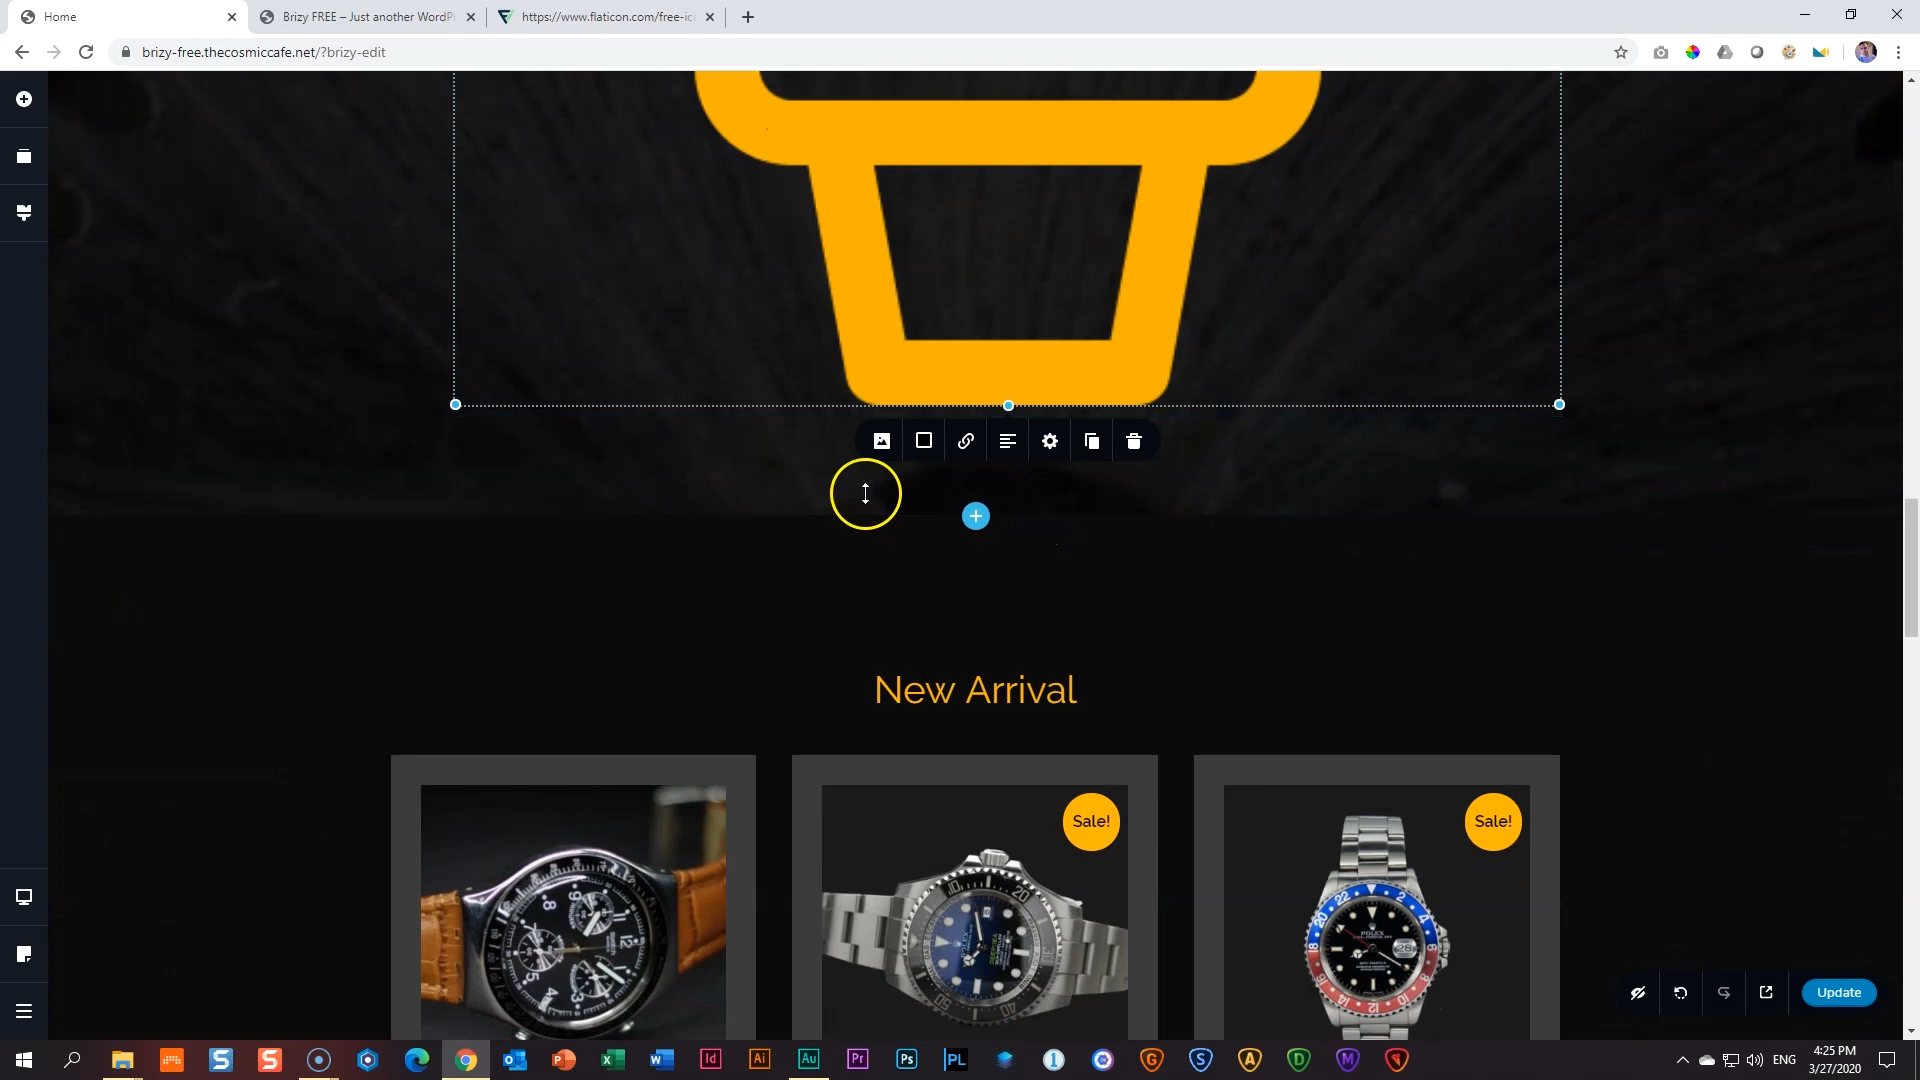 Home
Brizy FREE – Just another WordPr
https://www.flaticon.com/free-ic
brizy-free.thecosmiccafe.net/?brizy-edit
New Arrival
Sale!
Sale!
Update
ENG
4:25 PM
3/27/2020